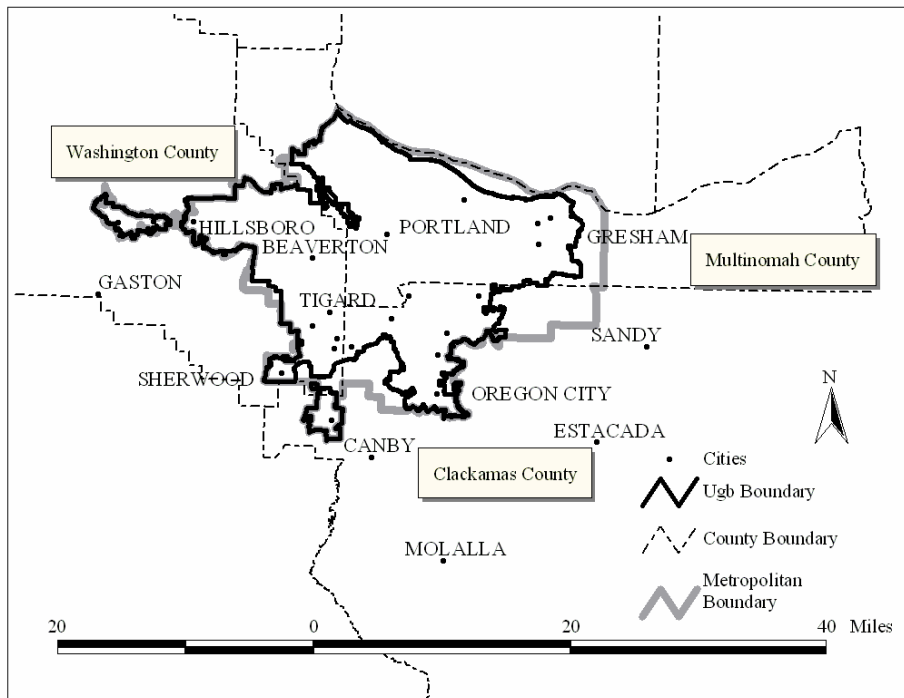 Washington County
HILLSBORO
PORTLAND
BEAVERTON
GRESHAM
Multinomah County
GASTON
TIGARD
SANDY
SHERWOOD
OREGON CITY
N
ESTACADA
CANBY
Clackamas County
Cities
Ugb Boundary
County Boundary
MOLALLA
Metropolitan
Boundary
20 0 20 40 Miles